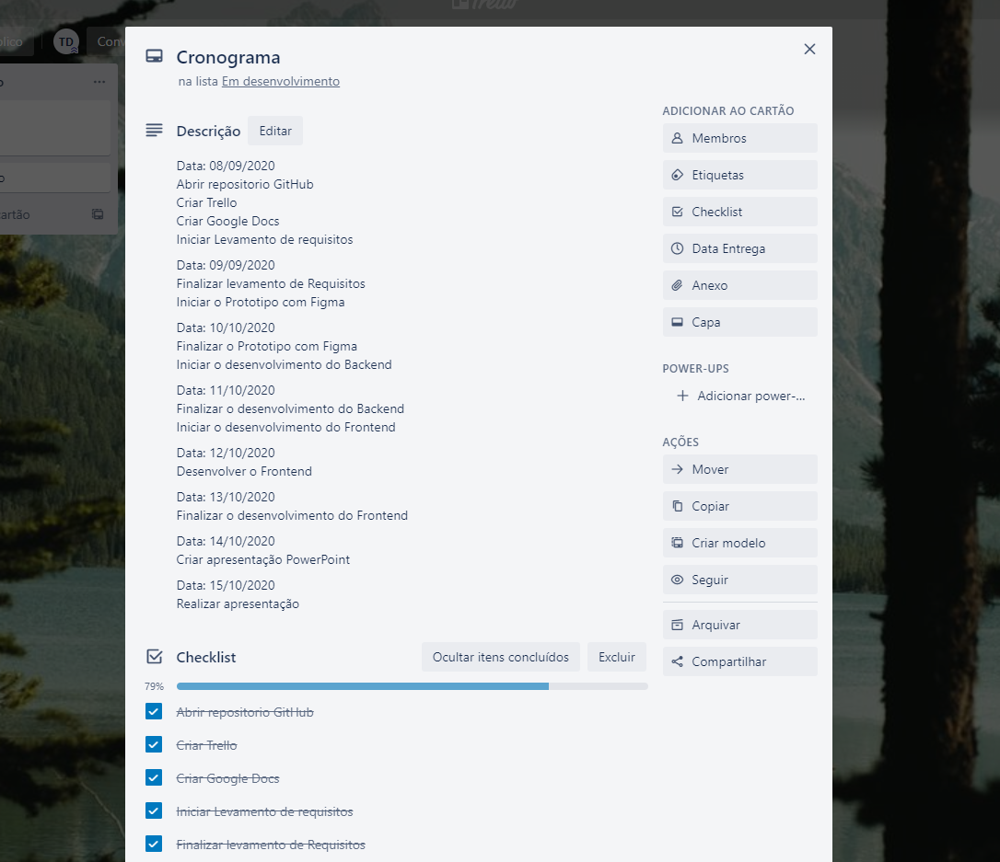 Trello
TD
Cronograma
na lista Em desenvolvimento
Descrição
Editar
Data: 08/09/2020
Abrir repositorio GitHub
Criar Trello
Criar Google Docs
Iniciar Levamento de requisitos
Data: 09/09/2020
Finalizar levamento de Requisitos
Iniciar o Prototipo com Figma
Data: 10/10/2020
Finalizar o Prototipo com Figma
Iniciar o desenvolvimento do Backend
Data: 11/10/2020
Finalizar o desenvolvimento do Backend
Iniciar o desenvolvimento do Frontend
Data: 12/10/2020
Desenvolver o Frontend
Data: 13/10/2020
Finalizar o desenvolvimento do Frontend
Data: 14/10/2020
Criar apresentação PowerPoint
Data: 15/10/2020
Realizar apresentação
Checklist
Ocultar itens concluídos
Excluir
79%
Abrir repositorio GitHub
Criar Trello
Criar Google Docs
Iniciar Levamento de requisitos
Finalizar levamento de Requisitos
ADICIONAR AO CARTÃO
Membros
Etiquetas
Checklist
Data Entrega
Anexo
Capa
POWER-UPS
Adicionar power-...
AÇÕES
Mover
Copiar
Criar modelo
Seguir
Arquivar
Compartilhar